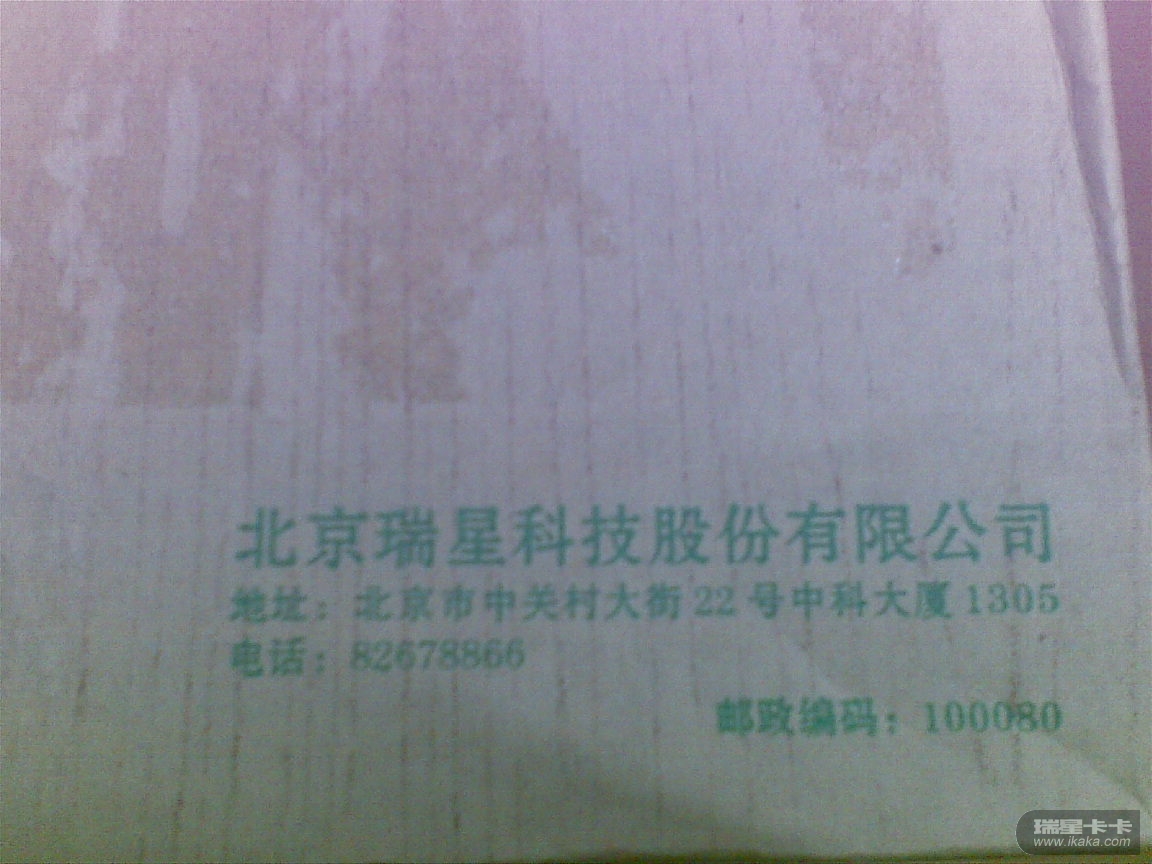 北京瑞星科技股份有限公司
地址：北京市中关村大街22号中科大厦1305
电话：82678866
邮政编码：100080
瑞星卡卡
www.ikaka.com